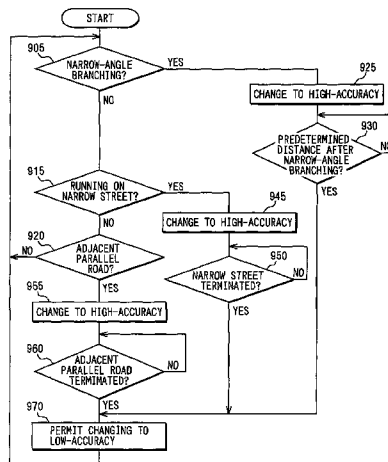 START
905
NARROW-ANGLE
BRANCHING?
YES
NO
925
CHANGE TO HIGH-ACCURACY
930
PREDETERMINED
DISTANCE AFTER
NARROW-ANGLE
BRANCHING?
NO
YES
915
RUNNING ON
NARROW STREET?
YES
NO
945
CHANGE TO HIGH-ACCURACY
920
ADJACENT
PARALLEL
ROAD?
NO
YES
950
NARROW STREET
TERMINATED?
NO
YES
955
CHANGE TO HIGH-ACCURACY
960
ADJACENT
PARALLEL ROAD
TERMINATED?
NO
YES
970
PERMIT CHANGING TO
LOW-ACCURACY